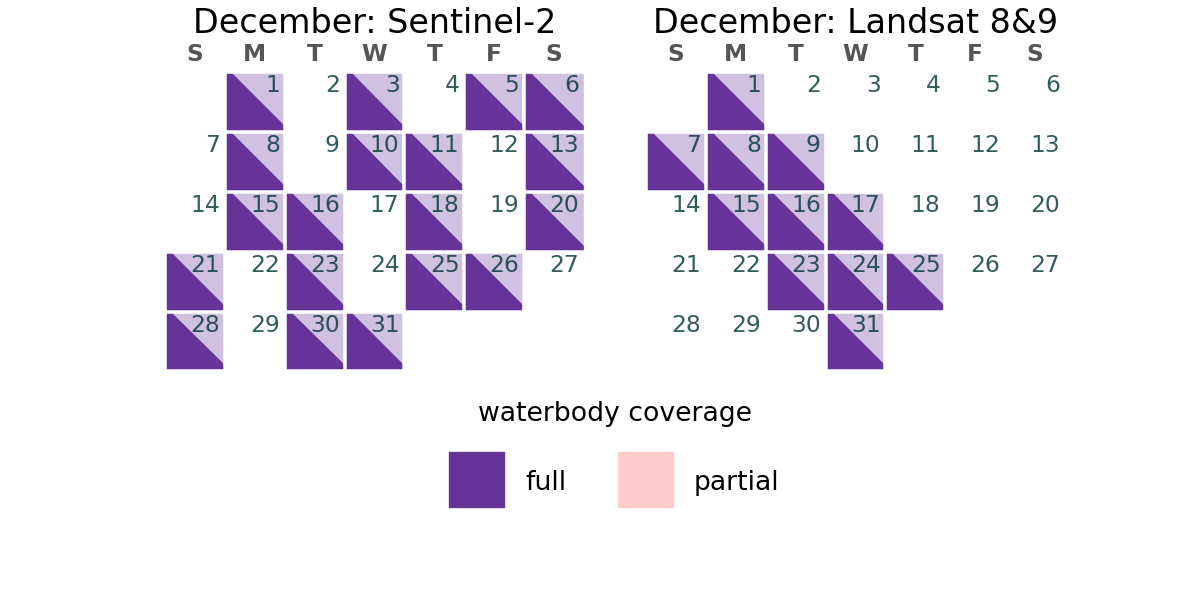 December: Sentinel-2
S M T W T F S
1 2 3 4 5 6
7 8 9 10 11 12 13
14 15 16 17 18 19 20
21 22 23 24 25 26 27
28 29 30 31
December: Landsat 8&9
S M T W T F S
1 2 3 4 5 6
7 8 9 10 11 12 13
14 15 16 17 18 19 20
21 22 23 24 25 26 27
28 29 30 31
waterbody coverage
full partial